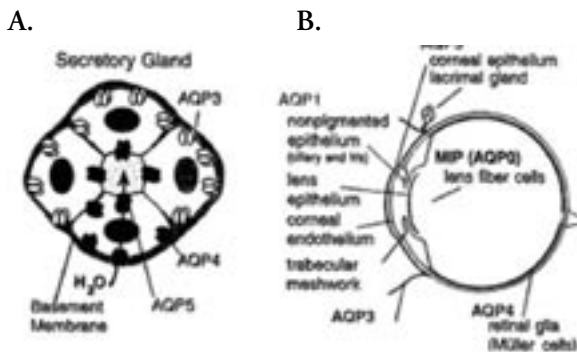 A.
Secretory Gland
AQP3
AQP4
H₂O
AQP5
Basement
Membrane
B.
corneal epithelium
lacrimal gland
AQP1
nonpigmented
epithelium
(ciliary and iris)
MIP (AQP0)
lens fiber cells
lens
epithelium
corneal
endothelium
trabecular
meshwork
AQP3
AQP4
retinal glia
(Müller cells)